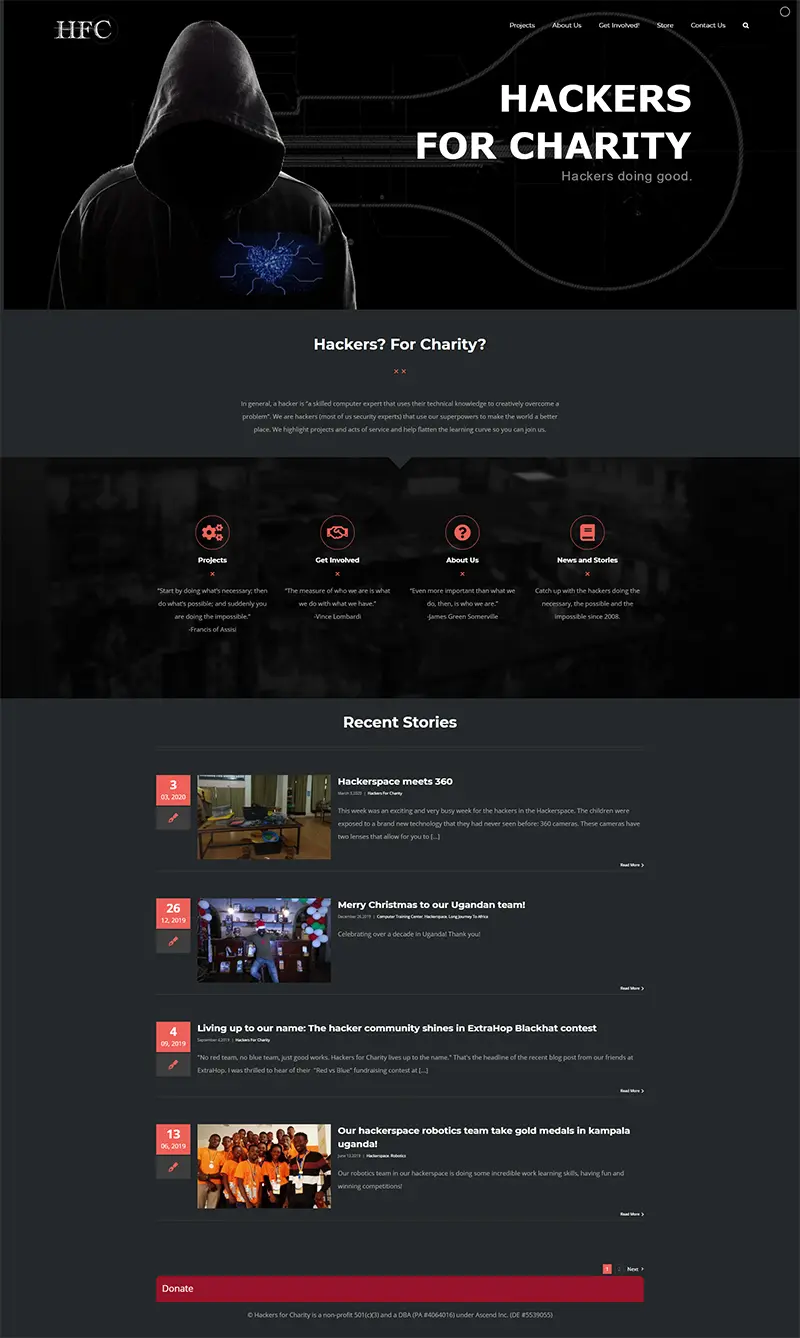 HFC
Projects About Us Get Involved! Store Contact Us
HACKERS
FOR CHARITY
Hackers doing good.
Hackers? For Charity?
In general, a hacker is "a skilled computer expert that uses their technical knowledge to creatively overcome a
problem". We are hackers (most of us security experts) that use our superpowers to make the world a better
place. We highlight projects and acts of service and help flatten the learning curve so you can join us.
Projects
"Start by doing what's necessary; then
do what's possible; and suddenly you
are doing the impossible."
-Francis of Assisi
Get Involved
"The measure of who we are is what
we do with what we have."
-Vince Lombardi
About Us
"Even more important than what we
do, then, is who we are."
-James Green Somerville
News and Stories
Catch up with the hackers doing the
necessary, the possible and the
impossible since 2008.
Recent Stories
3
03, 2020
Hackerspace meets 360
March 3,2020 | Hackers For Charity
This week was an exciting and very busy week for the hackers in the Hackerspace. The children were
exposed to a brand new technology that they had never seen before: 360 cameras. These cameras have
two lenses that allow for you to [...]
Read More
26
12, 2019
Merry Christmas to our Ugandan team!
December 26,2019 | Computer Training Center, Hackerspace, Long Journey To Africa
Celebrating over a decade in Uganda! Thank you!
Read More
4
09, 2019
Living up to our name: The hacker community shines in ExtraHop Blackhat contest
September 4,2019 | Hackers For Charity
"No red team, no blue team, just good works. Hackers for Charity lives up to the name." That's the headline of the recent blog post from our friends at
ExtraHop. I was thrilled to hear of their "Red vs Blue" fundraising contest at [...]
Read More
13
06, 2019
Our hackerspace robotics team take gold medals in kampala
uganda!
June 13,2019 | Hackerspace, Robotics
Our robotics team in our hackerspace is doing some incredible work learning skills, having fun and
winning competitions!
Read More
1 2 Next
Donate
© Hackers for Charity is a non-profit 501(c)(3) and a DBA (PA #4064016) under Ascend Inc. (DE #5539055)